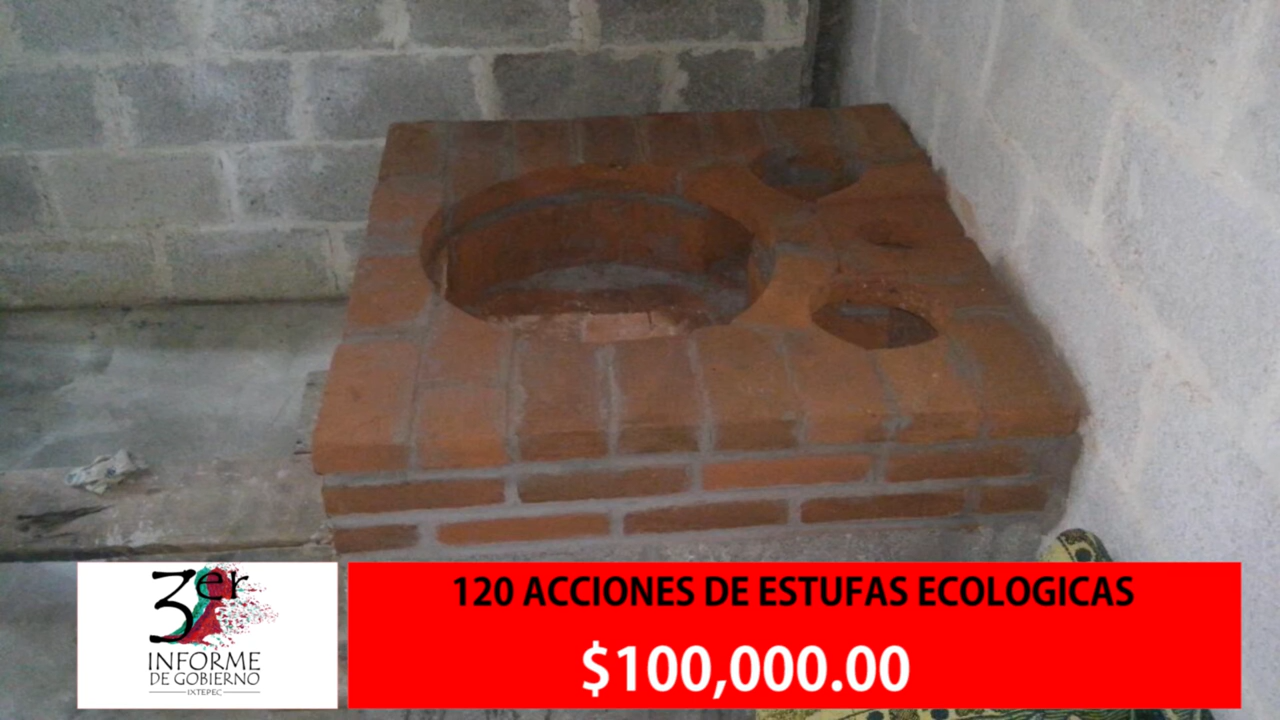 3er
INFORME
DE GOBIERNO
IXTEPEC
120 ACCIONES DE ESTUFAS ECOLOGICAS
$100,000.00